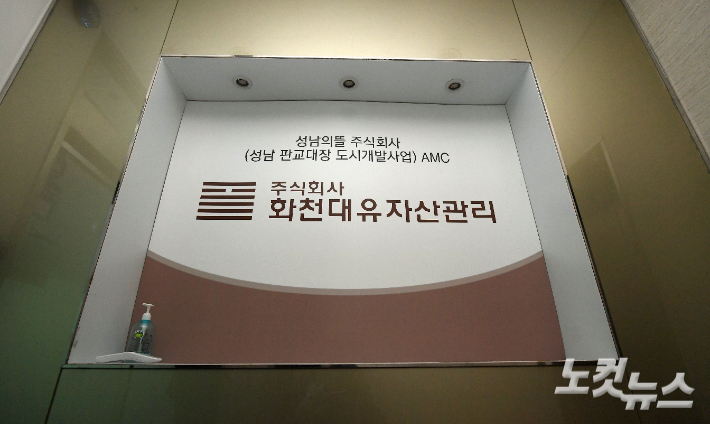 성남의뜰 주식회사
(성남 판교대장 도시개발사업) AMC
주식회사
화천대유자산관리
노컷뉴스